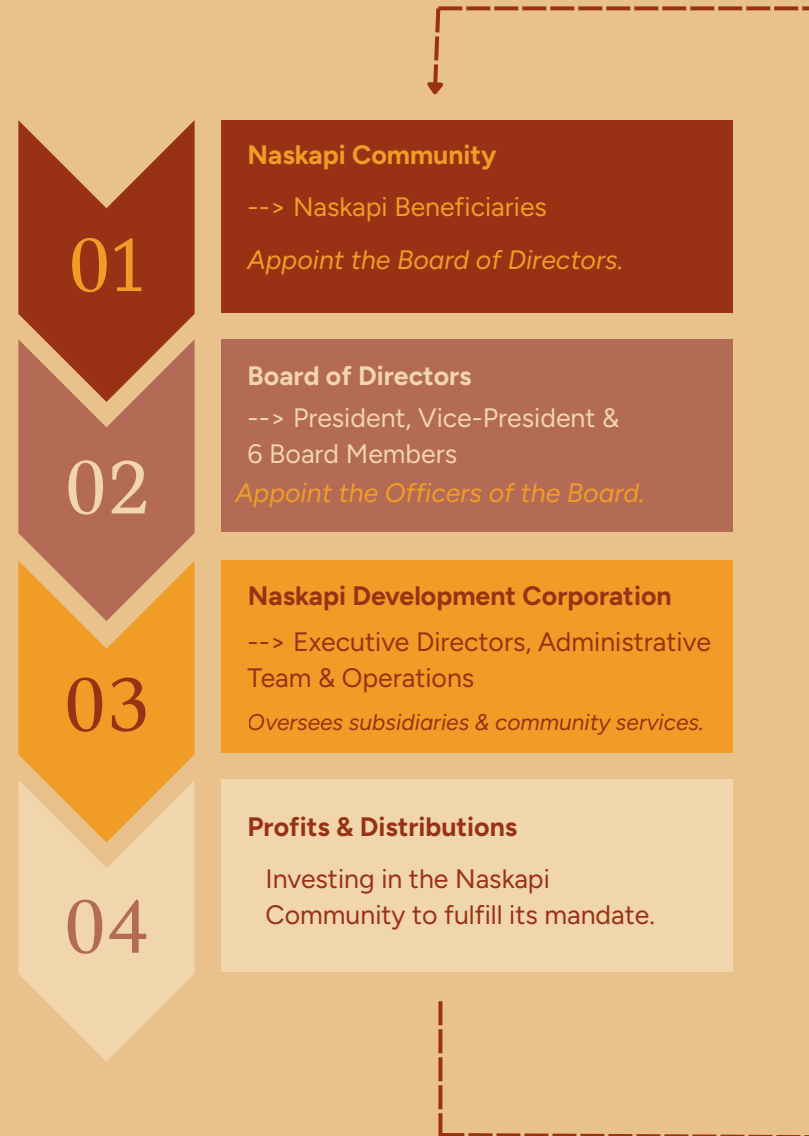 01
Naskapi Community
--> Naskapi Beneficiaries
Appoint the Board of Directors.
02
Board of Directors
--> President, Vice-President &
6 Board Members
Appoint the Officers of the Board.
03
Naskapi Development Corporation
--> Executive Directors, Administrative
Team & Operations
Oversees subsidiaries & community services.
04
Profits & Distributions
Investing in the Naskapi
Community to fulfill its mandate.